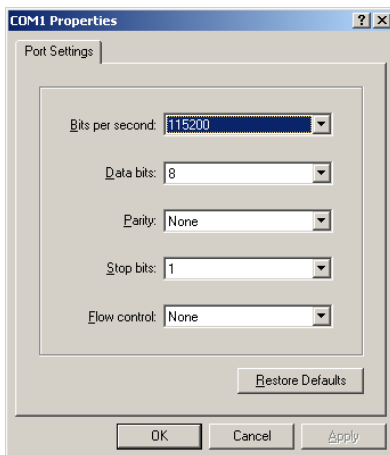 COM1 Properties
Port Settings
Bits per second: 115200
Data bits: 8
Parity: None
Stop bits: 1
Flow control: None
Restore Defaults
OK Cancel Apply